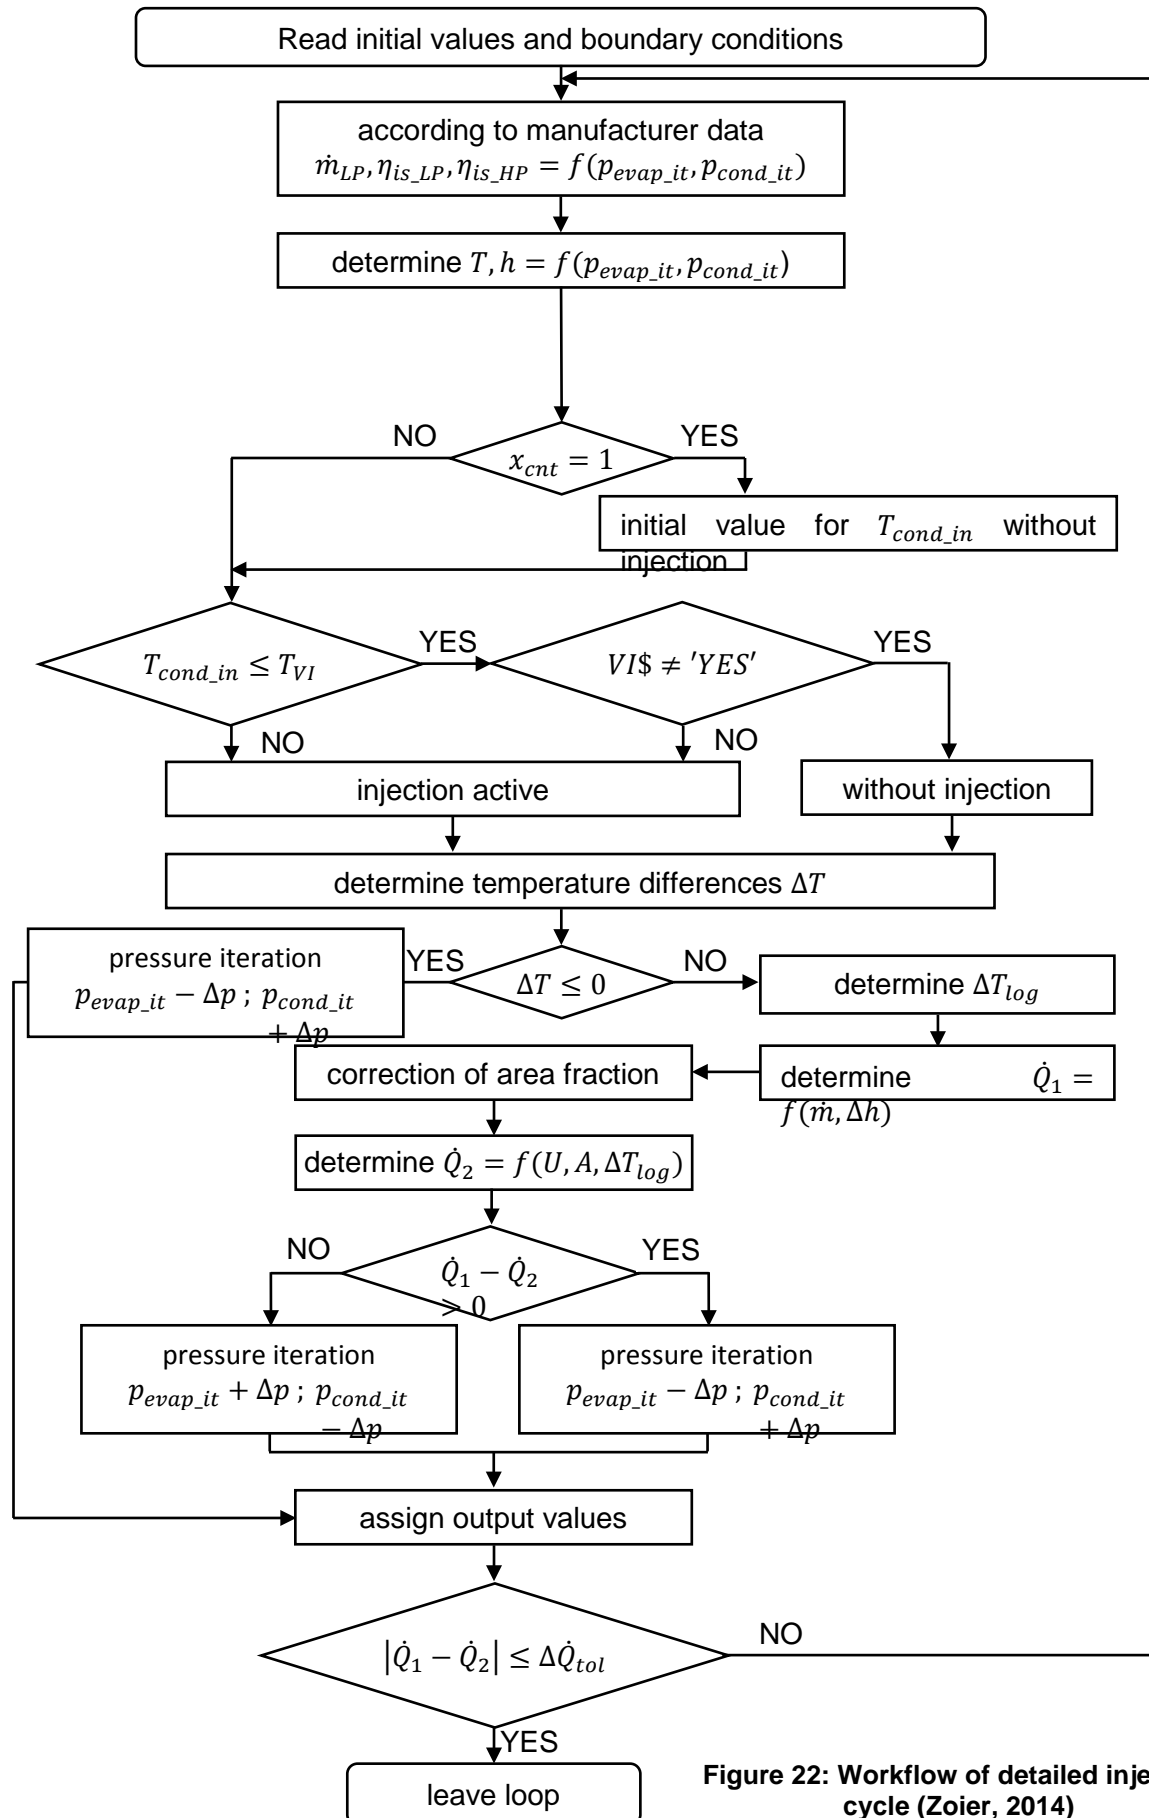 Read initial values and boundary conditions
according to manufacturer data
ṁ_LP, η_is_LP, η_is_HP = f(p_evap_it, p_cond_it)
determine T, h = f(p_evap_it, p_cond_it)
NO
YES
x_cnt = 1
initial value for T_cond_in without
injection
T_cond_in ≤ T_VI
YES
VI$ ≠ 'YES'
YES
NO
NO
injection active
without injection
determine temperature differences ΔT
pressure iteration
p_evap_it − Δp ; p_cond_it
+ Δp
YES
ΔT ≤ 0
NO
determine ΔT_log
correction of area fraction
determine Q̇_1 =
f(ṁ, Δh)
determine Q̇_2 = f(U, A, ΔT_log)
NO
YES
Q̇_1 − Q̇_2
> 0
pressure iteration
p_evap_it + Δp ; p_cond_it
− Δp
pressure iteration
p_evap_it − Δp ; p_cond_it
+ Δp
assign output values
|Q̇_1 − Q̇_2| ≤ ΔQ̇_tol
NO
YES
leave loop
Figure 22: Workflow of detailed inje
cycle (Zoier, 2014)